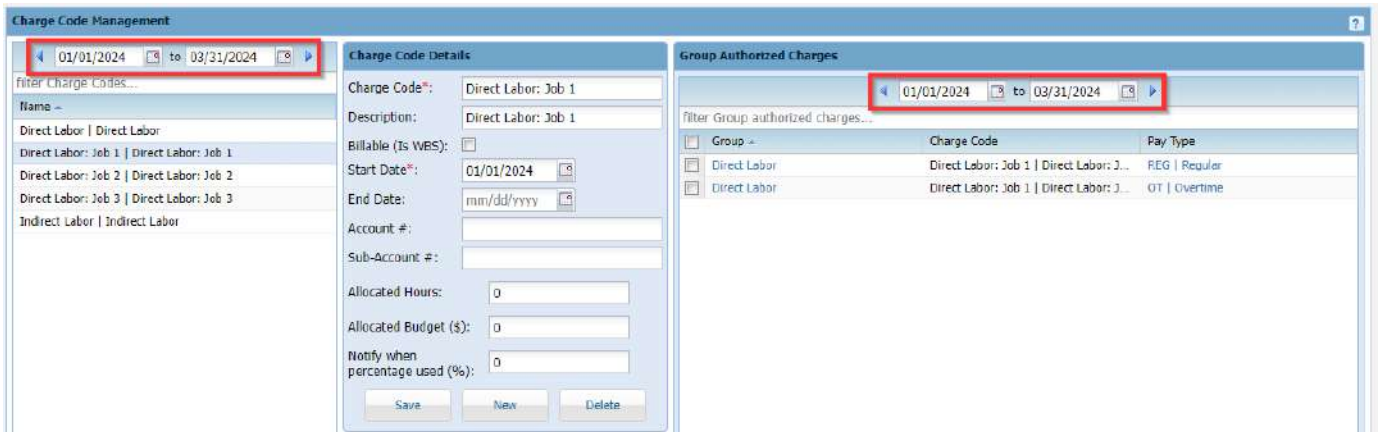 Charge Code Management
?
01/01/2024 to 03/31/2024
filter Charge Codes...
Name
Direct Labor | Direct Labor
Direct Labor: Job 1 | Direct Labor: Job 1
Direct Labor: Job 2 | Direct Labor: Job 2
Direct Labor: Job 3 | Direct Labor: Job 3
Indirect Labor | Indirect Labor
Charge Code Details
Charge Code*: Direct Labor: Job 1
Description: Direct Labor: Job 1
Billable (Is WBS):
Start Date*: 01/01/2024
End Date: mm/dd/yyyy
Account #:
Sub-Account #:
Allocated Hours: 0
Allocated Budget ($): 0
Notify when
percentage used (%): 0
Save New Delete
Group Authorized Charges
01/01/2024 to 03/31/2024
filter Group authorized charges...
Group Charge Code Pay Type
Direct Labor Direct Labor: Job 1 | Direct Labor: J... REG | Regular
Direct Labor Direct Labor: Job 1 | Direct Labor: J... OT | Overtime